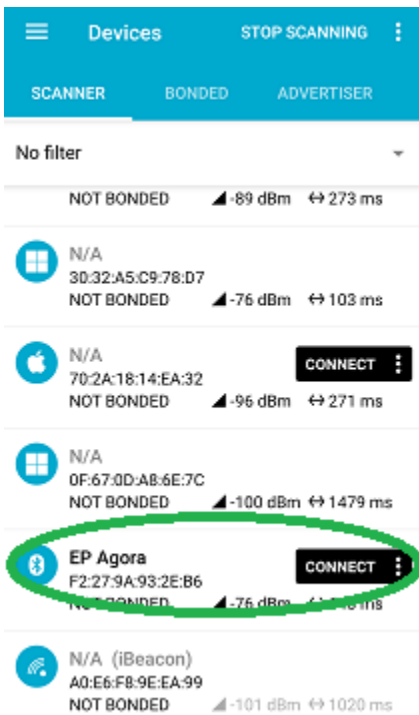 Devices STOP SCANNING
SCANNER BONDED ADVERTISER
No filter
NOT BONDED -89 dBm 273 ms
N/A
30:32:A5:C9:78:D7
NOT BONDED -76 dBm 103 ms
N/A CONNECT
70:2A:18:14:EA:32
NOT BONDED -96 dBm 271 ms
N/A
0F:67:0D:A8:6E:7C
NOT BONDED -100 dBm 1479 ms
EP Agora CONNECT
F2:27:9A:93:2E:B6
NOT BONDED -76 dBm ms
N/A (iBeacon)
A0:E6:F8:9E:EA:99
NOT BONDED -101 dBm 1020 ms